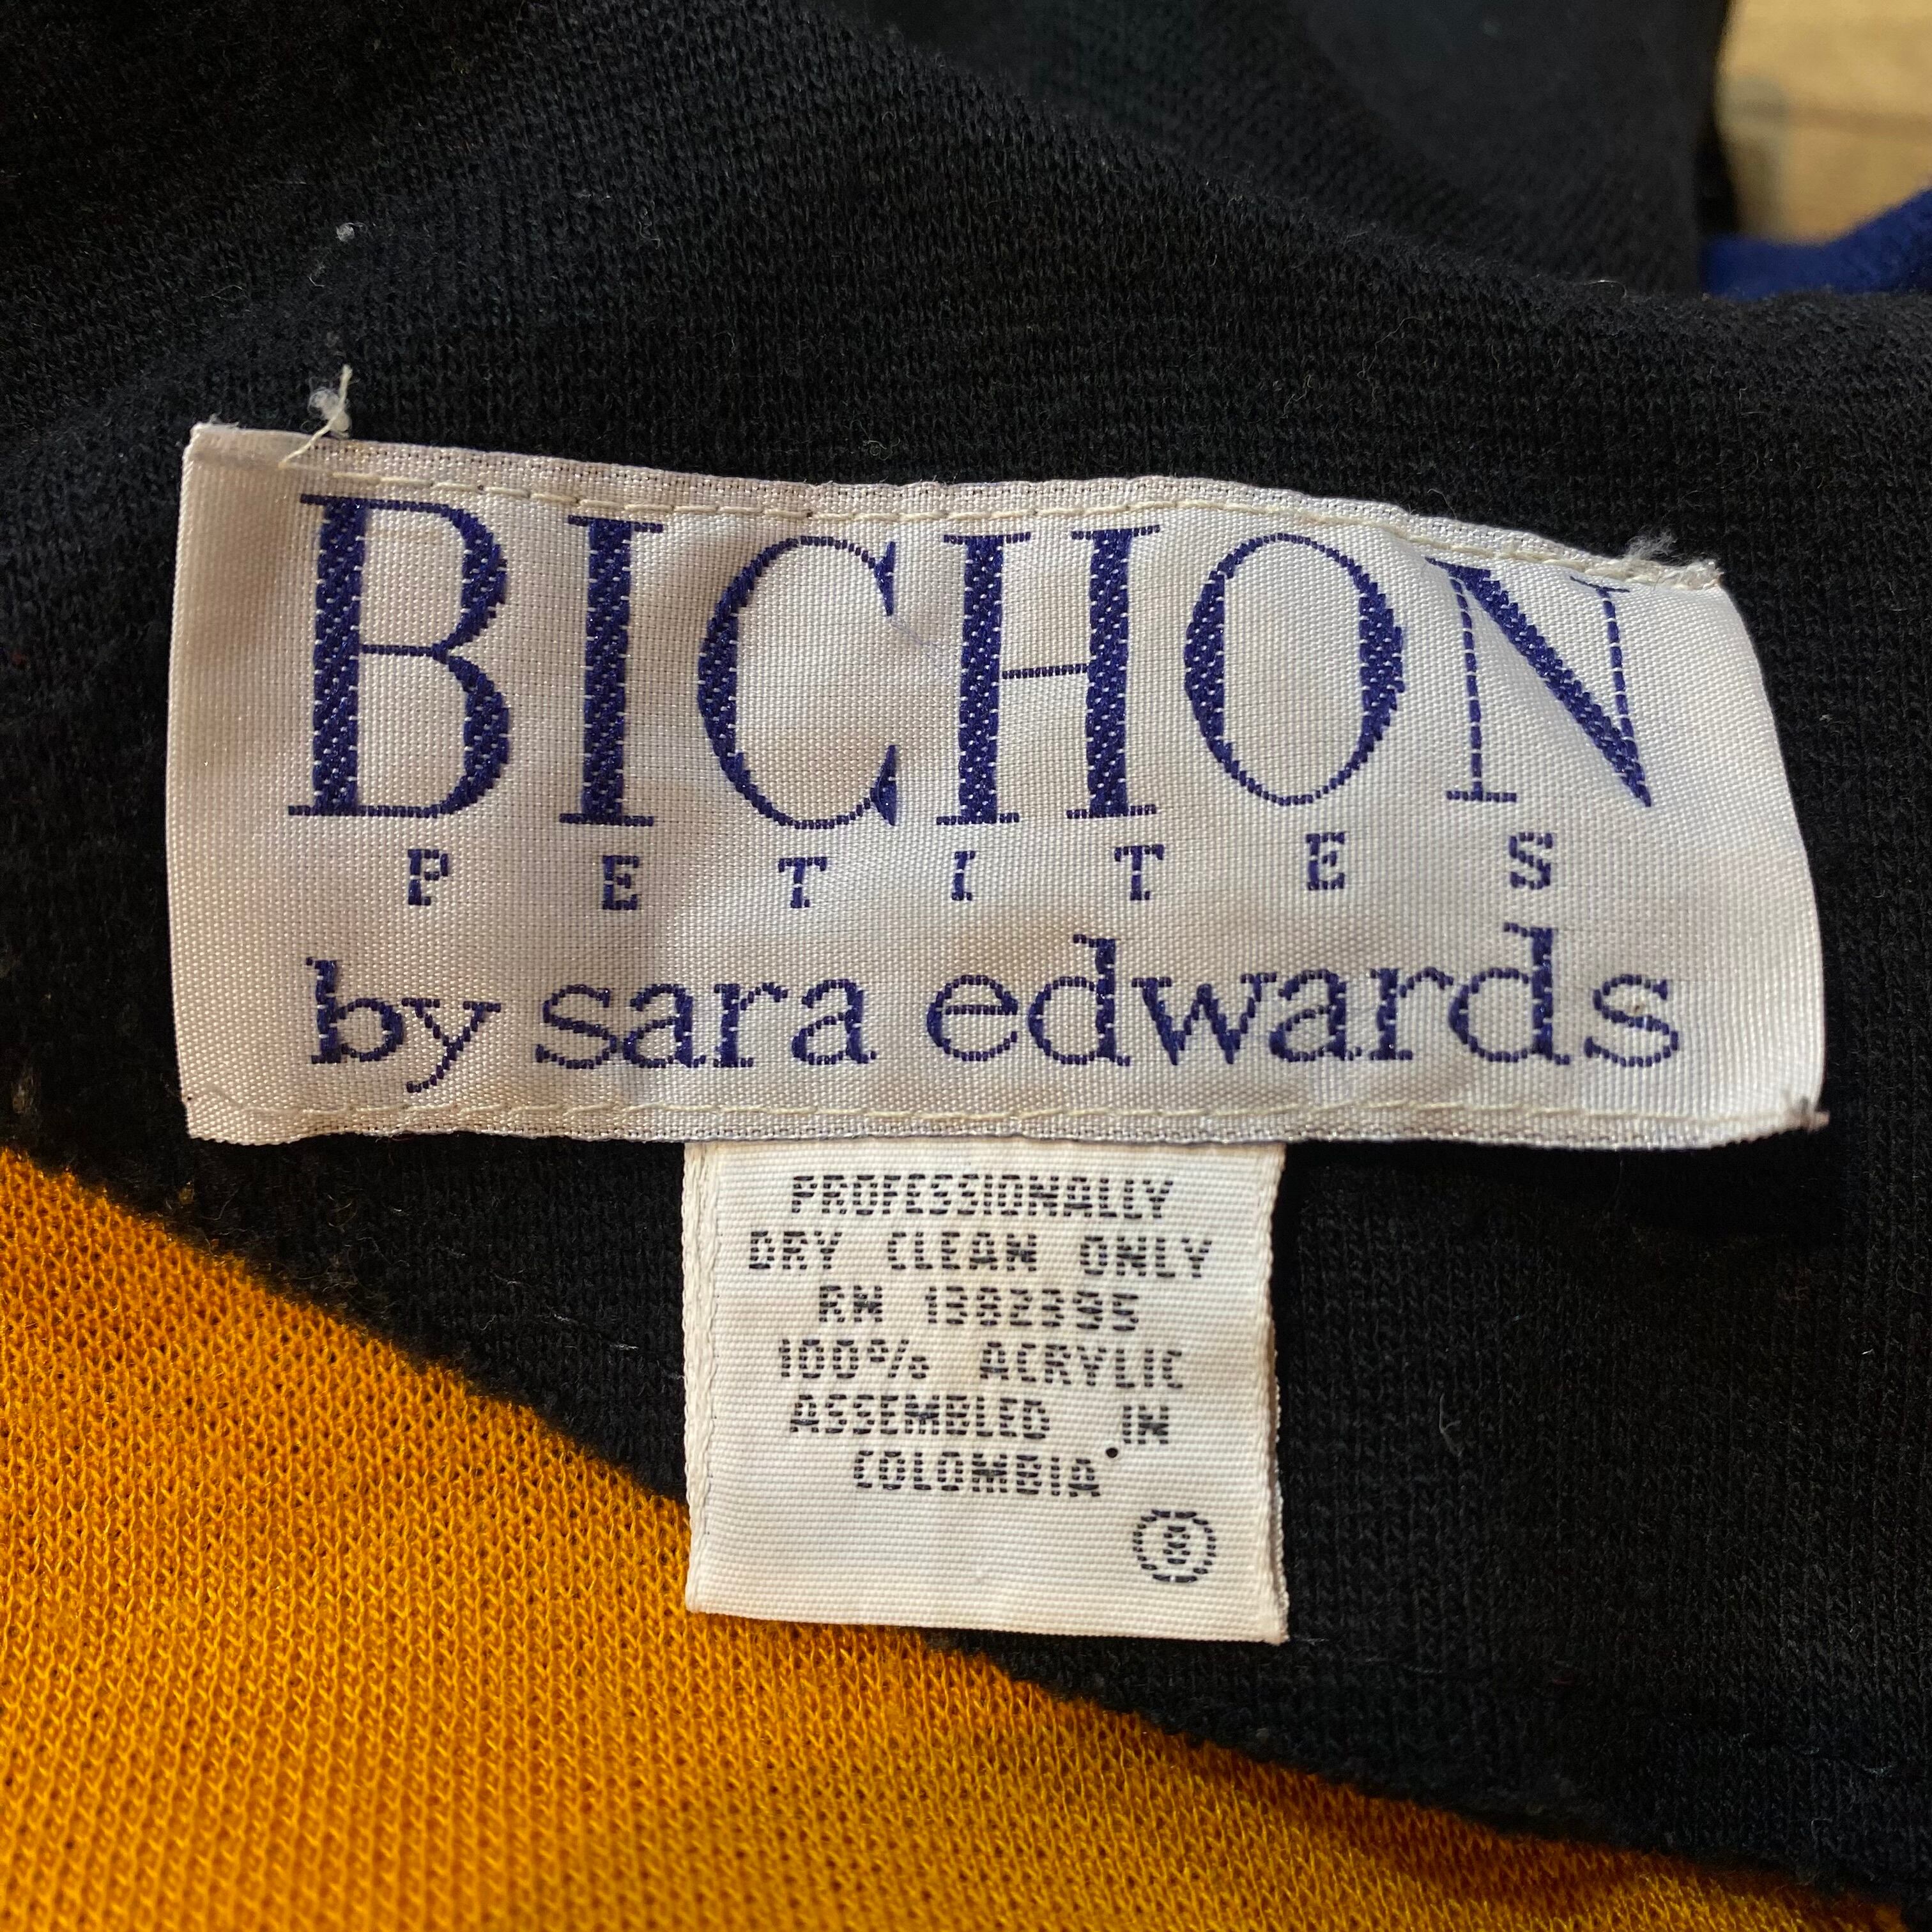 BICHON
PETITES
by sara edwards
PROFESSIONALLY
DRY CLEAN ONLY
RN 1382395
100% ACRYLIC
ASSEMBLED IN
COLOMBIA
8